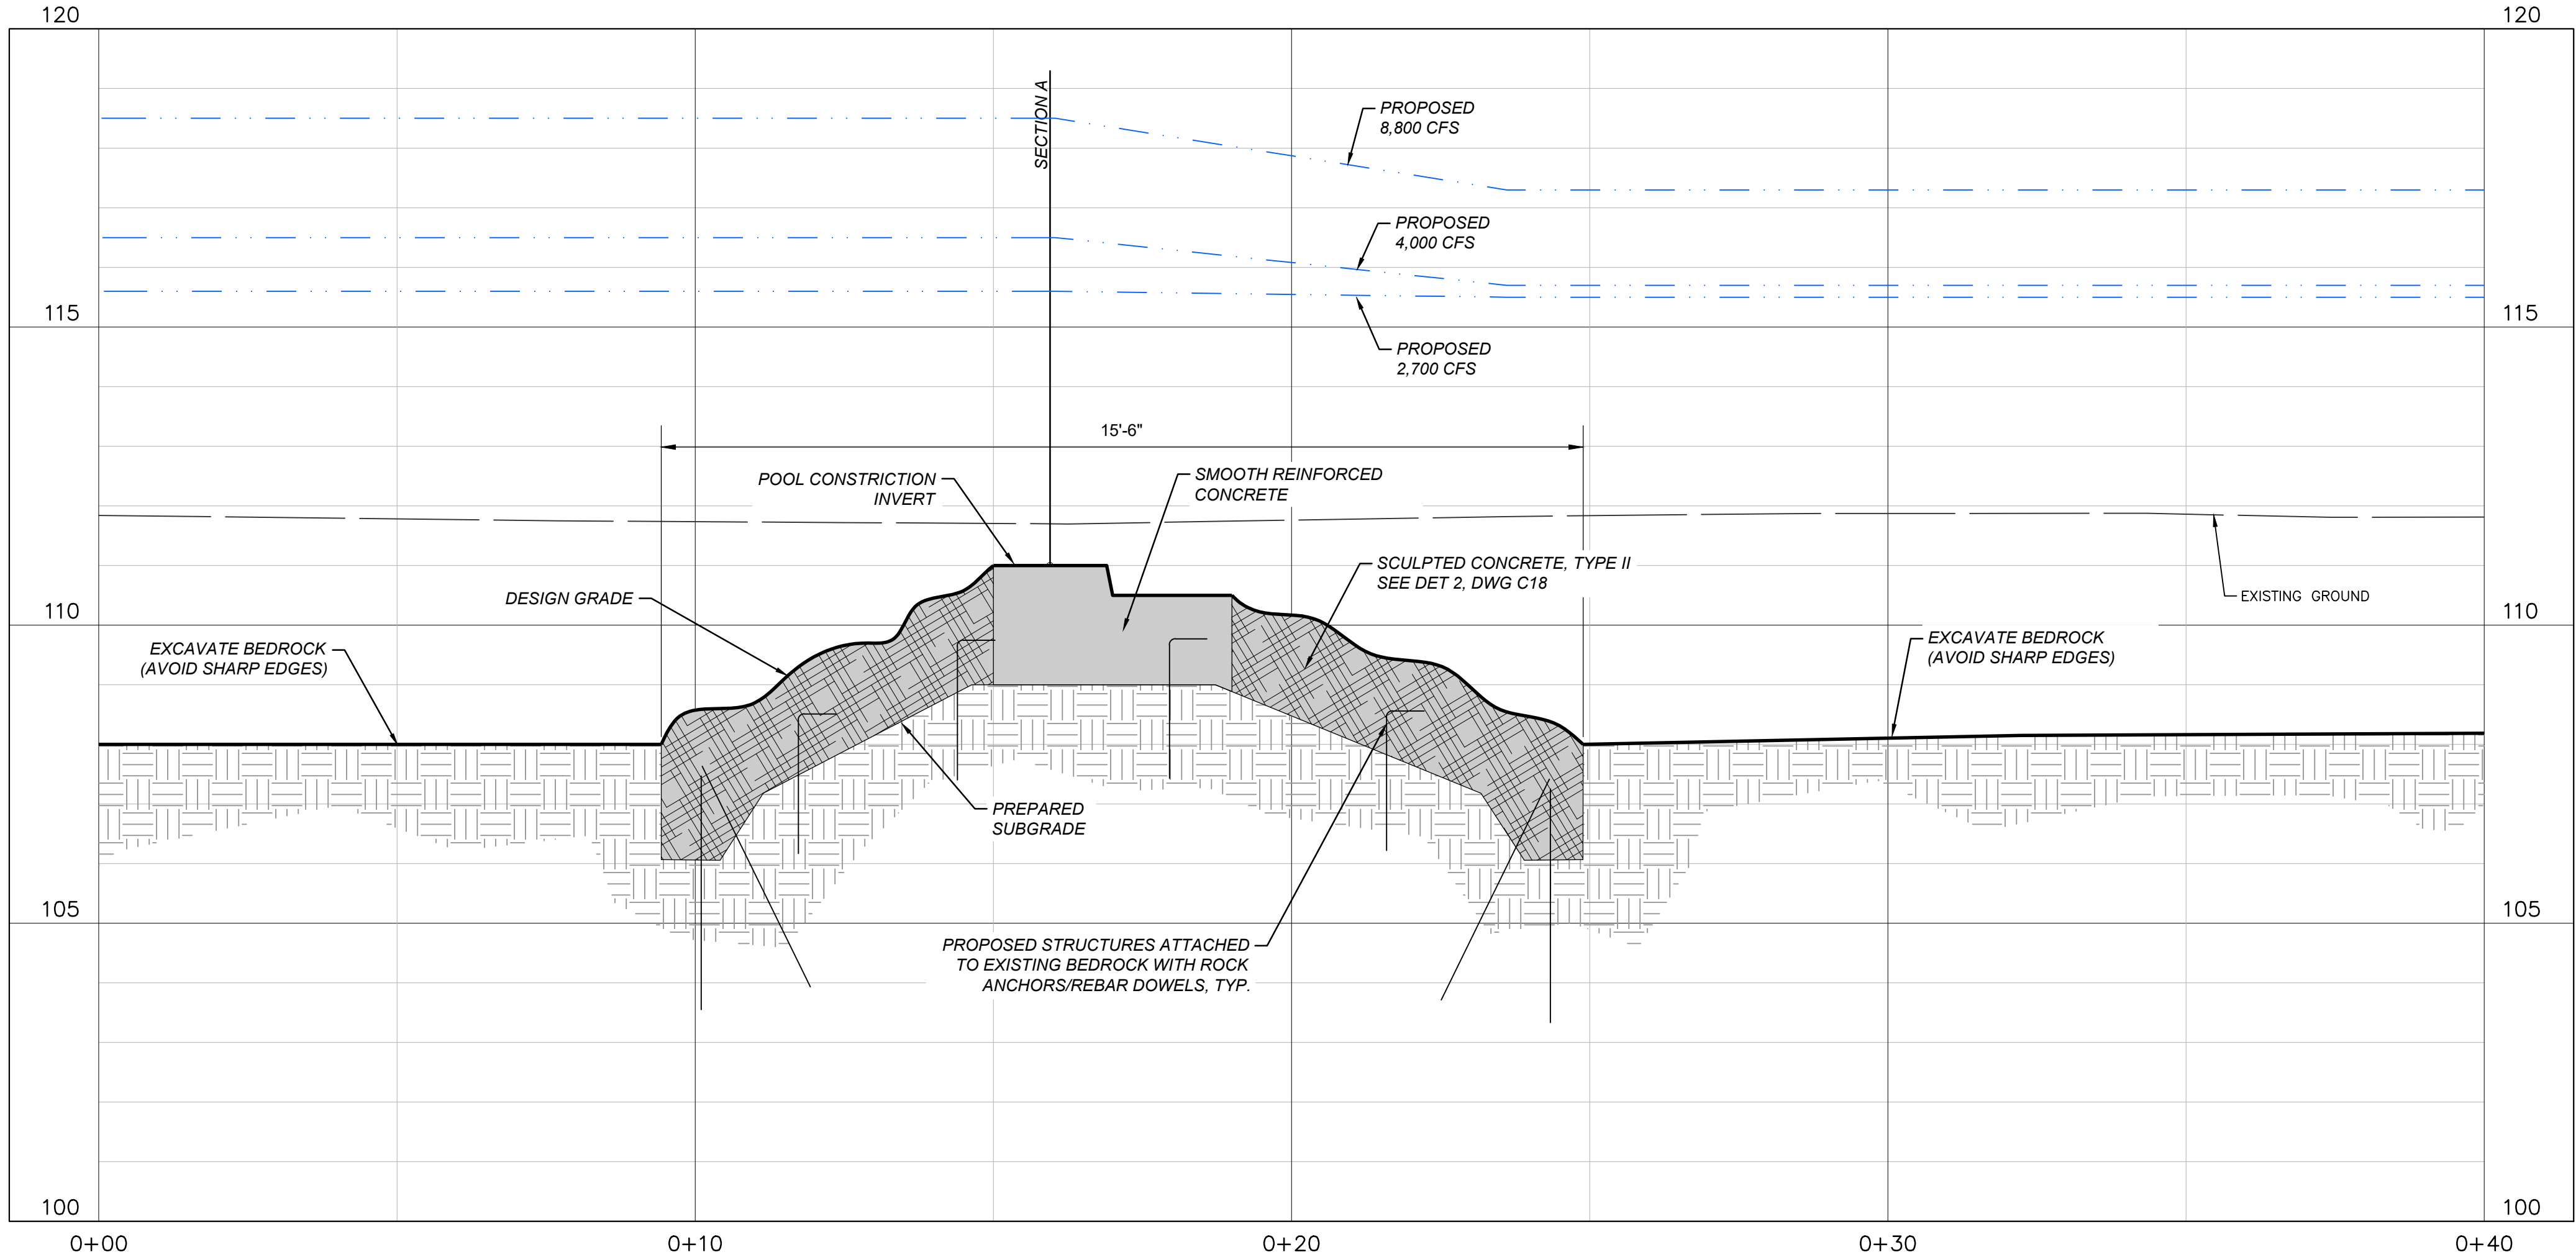 120
120
SECTION A
PROPOSED
8,800 CFS
PROPOSED
4,000 CFS
115
115
PROPOSED
2,700 CFS
15'-6"
POOL CONSTRICTION
INVERT
SMOOTH REINFORCED
CONCRETE
SCULPTED CONCRETE, TYPE II
SEE DET 2, DWG C18
DESIGN GRADE
EXISTING GROUND
110
110
EXCAVATE BEDROCK
(AVOID SHARP EDGES)
EXCAVATE BEDROCK
(AVOID SHARP EDGES)
PREPARED
SUBGRADE
105
105
PROPOSED STRUCTURES ATTACHED
TO EXISTING BEDROCK WITH ROCK
ANCHORS/REBAR DOWELS, TYP.
100
100
0+00
0+10
0+20
0+30
0+40